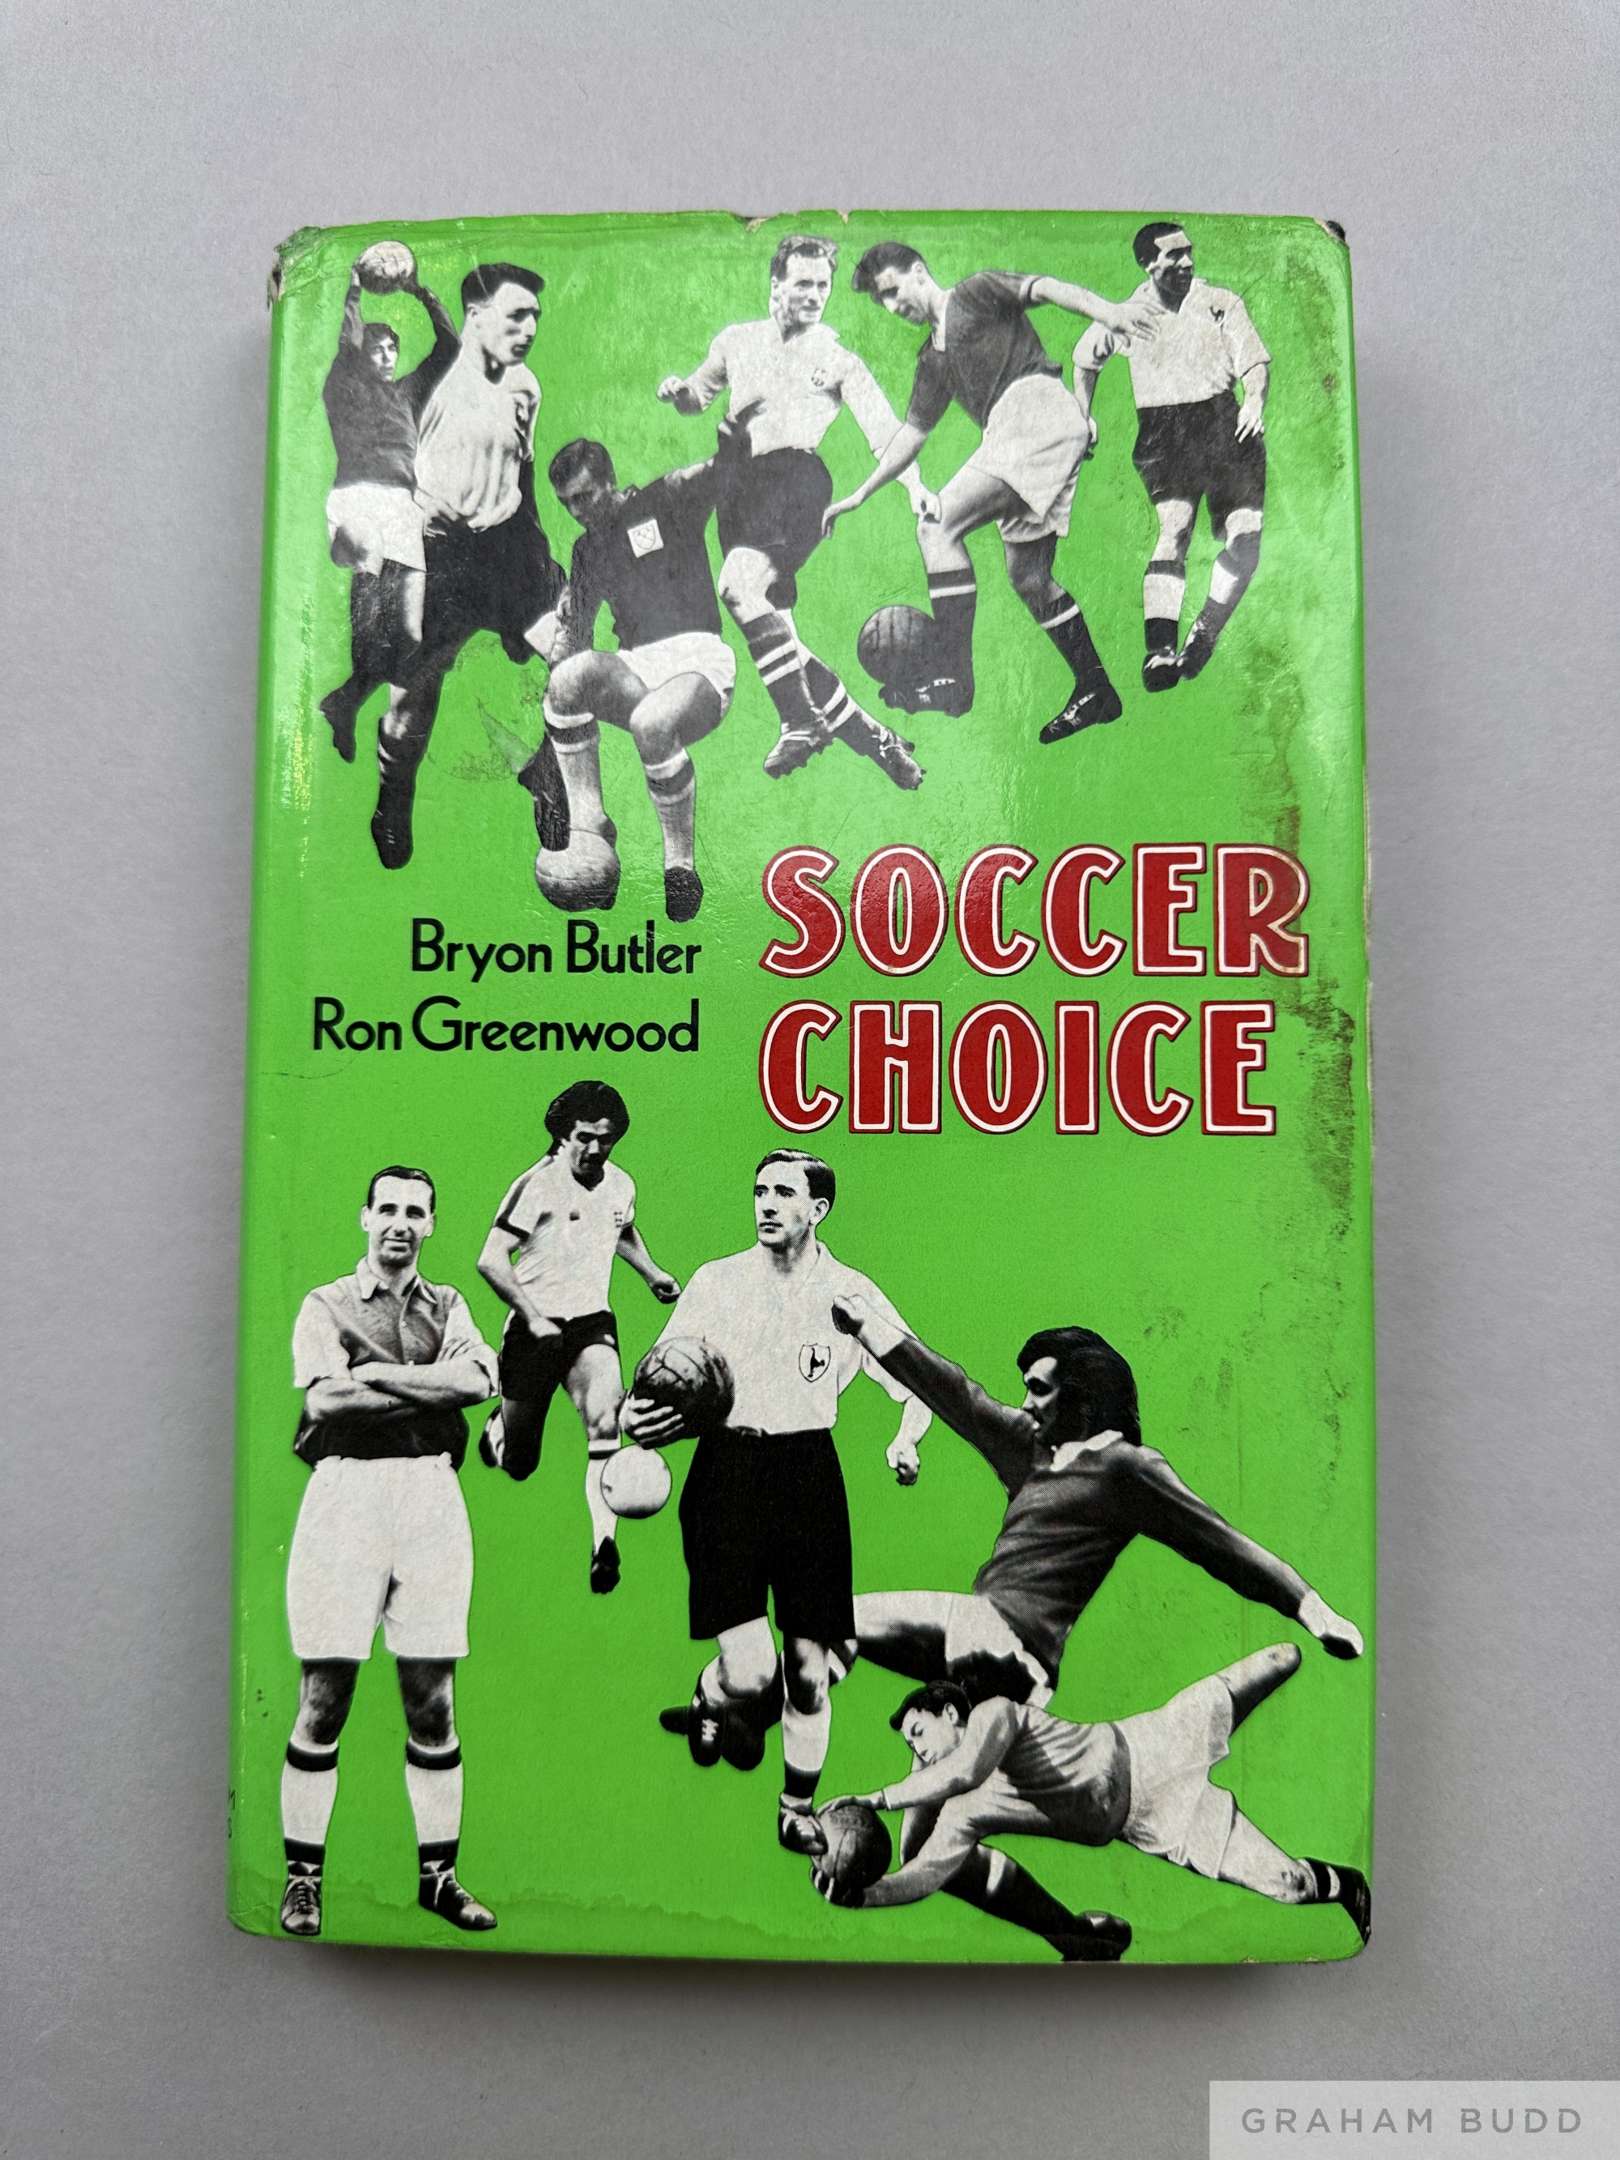 Bryon Butler
Ron Greenwood
SOCCER
CHOICE
GRAHAM BUDD